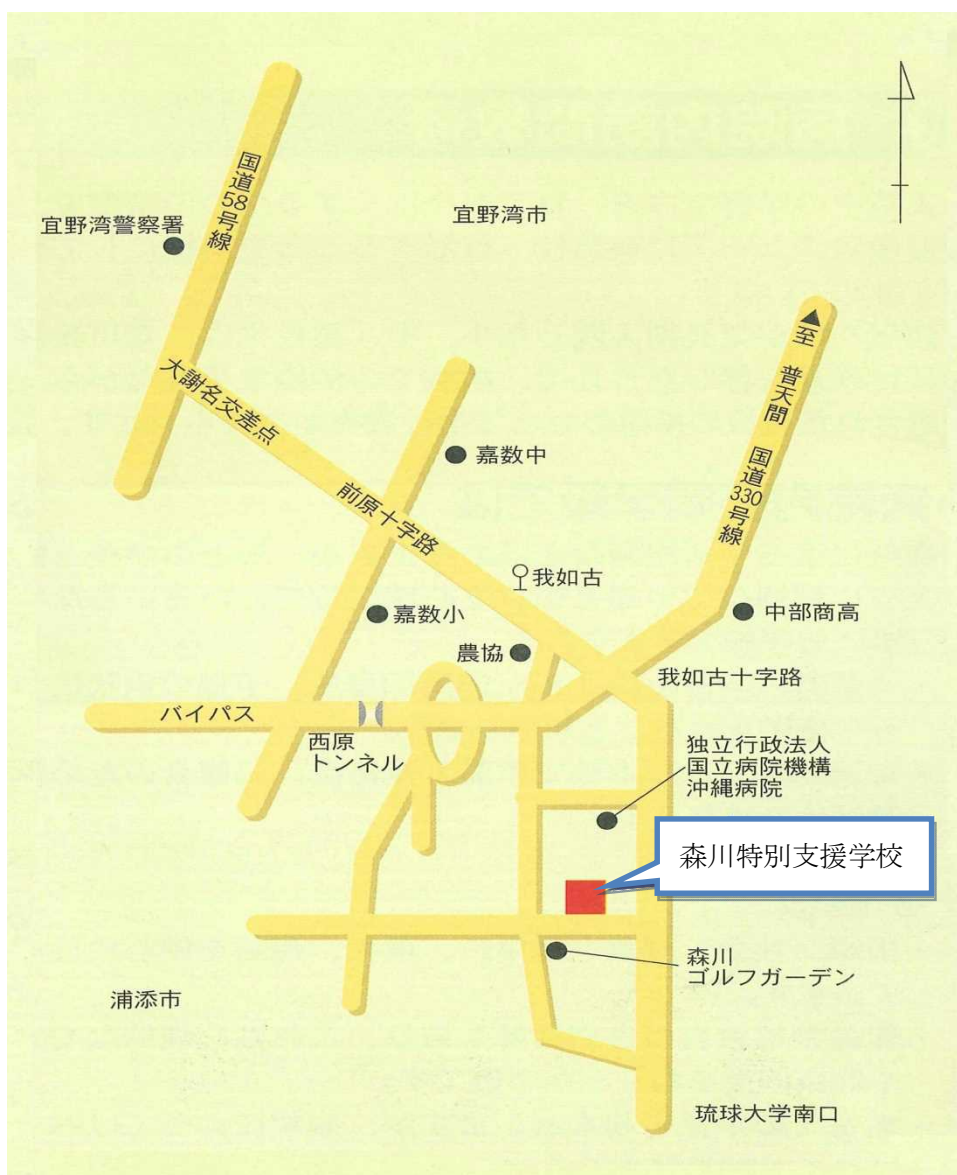 国道58号線
宜野湾警察署
宜野湾市
▲至 普天間 国道330号線
大謝名交差点
嘉数中
前原十字路
我如古
嘉数小
中部商高
農協
我如古十字路
バイパス
西原
トンネル
独立行政法人
国立病院機構
沖縄病院
森川特別支援学校
森川
ゴルフガーデン
浦添市
琉球大学南口